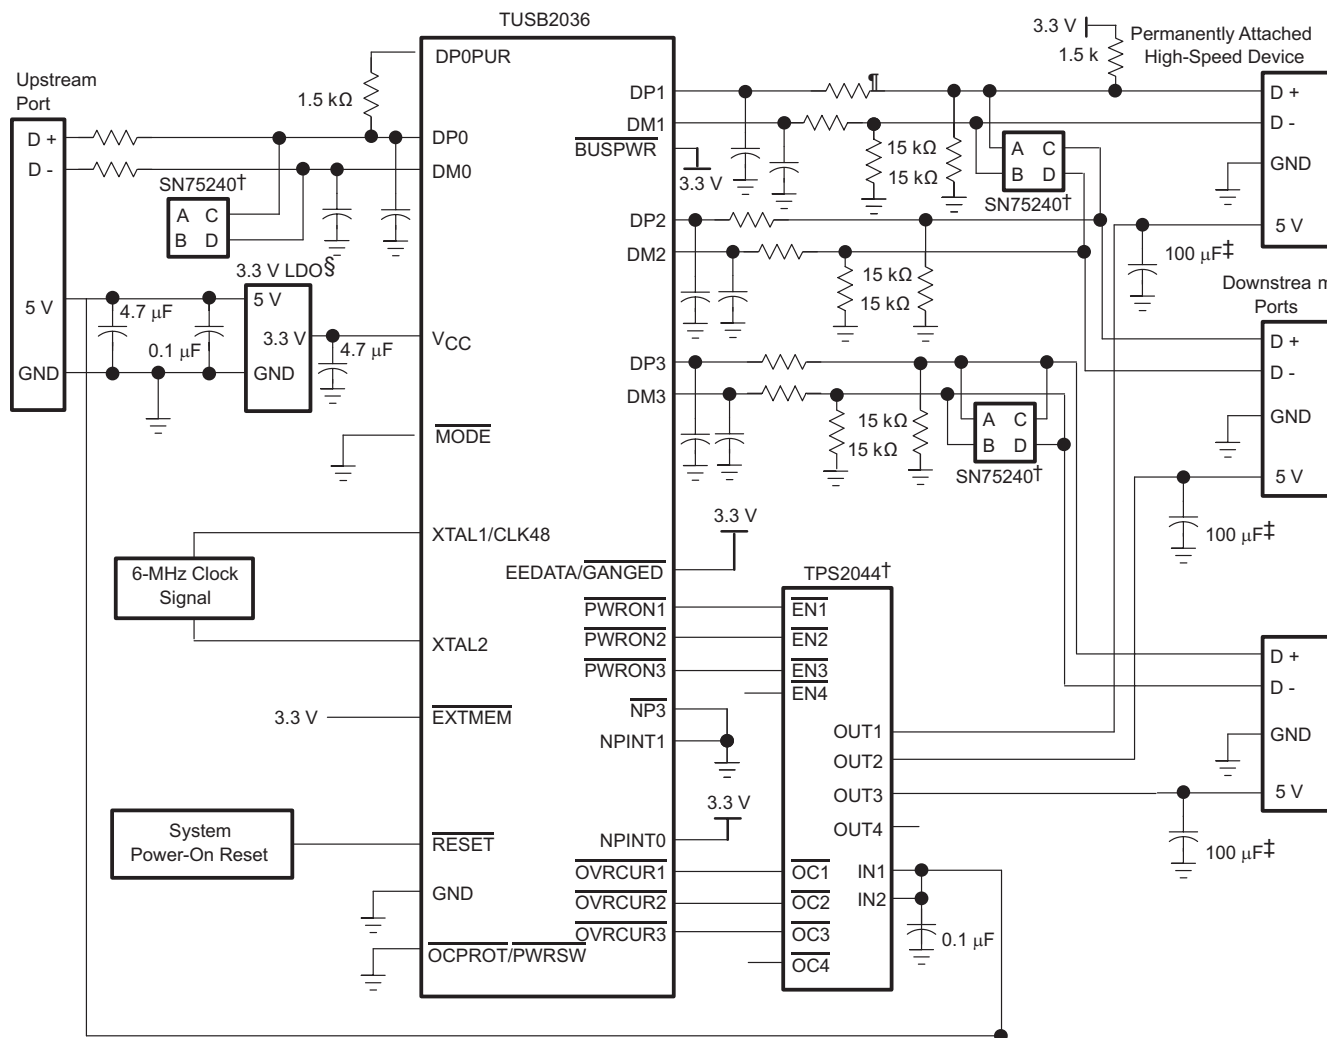 TUSB2036
Upstream
Port
D +
D -
5 V
GND
1.5 kΩ
SN75240†
A C
B D
3.3 V LDO§
5 V
3.3 V
GND
4.7 µF
0.1 µF
4.7 µF
6-MHz Clock
Signal
3.3 V
System
Power-On Reset
DP0PUR
DP0
DM0
VCC
MODE
XTAL1/CLK48
XTAL2
EXTMEM
RESET
GND
OCPROT/PWRSW
DP1
DM1
BUSPWR
DP2
DM2
DP3
DM3
EEDATA/GANGED
PWRON1
PWRON2
PWRON3
NP3
NPINT1
NPINT0
OVRCUR1
OVRCUR2
OVRCUR3
¶
3.3 V
15 kΩ
15 kΩ
A C
B D
SN75240†
15 kΩ
15 kΩ
15 kΩ
15 kΩ
A C
B D
SN75240†
3.3 V
3.3 V
TPS2044†
EN1
EN2
EN3
EN4
OUT1
OUT2
OUT3
OUT4
IN1
IN2
OC1
OC2
OC3
OC4
0.1 µF
3.3 V
1.5 k
Permanently Attached
High-Speed Device
D +
D -
GND
5 V
100 µF‡
Downstrea m
Ports
D +
D -
GND
5 V
100 µF‡
D +
D -
GND
5 V
100 µF‡